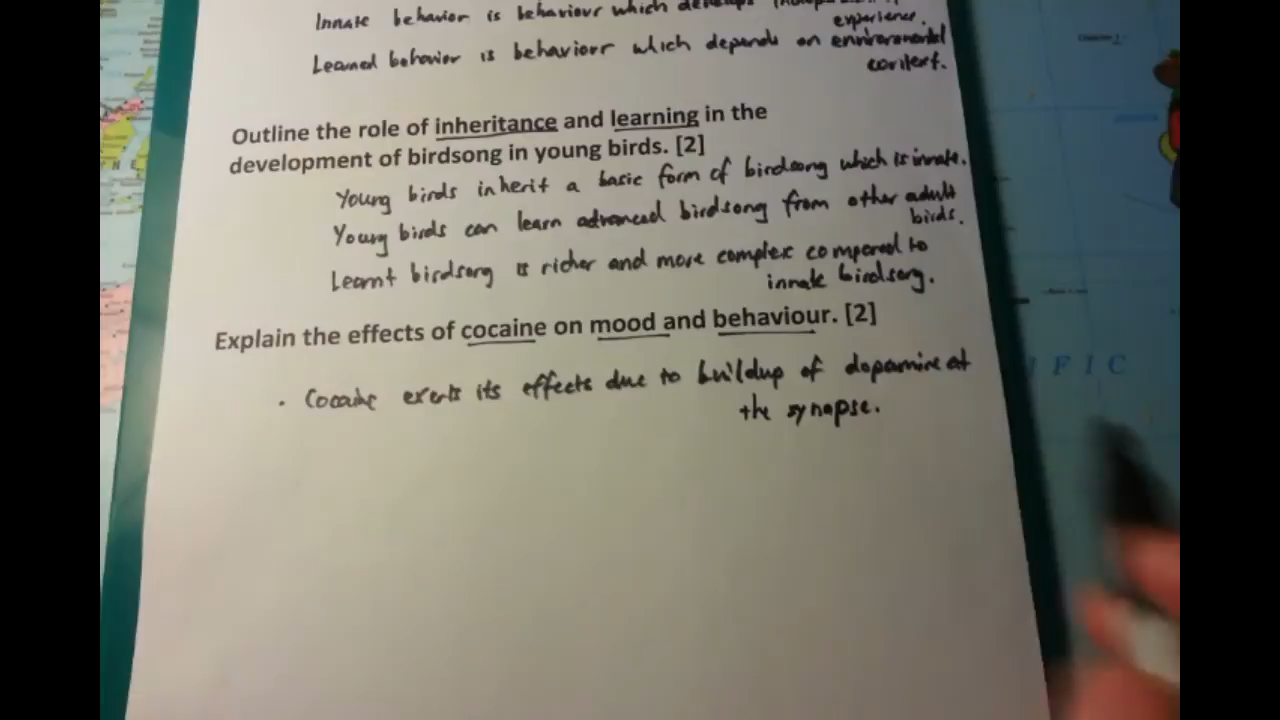 Innate behavior is behaviour which develops
experience.
Learned behavior is behaviour which depends on environmental
context.
Outline the role of inheritance and learning in the
development of birdsong in young birds. [2]
Young birds inherit a basic form of birdsong which is innate.
Young birds can learn advanced birdsong from other adult
birds.
Learnt birdsong is richer and more complex compared to
innate birdsong.
Explain the effects of cocaine on mood and behaviour. [2]
• Cocaine exerts its effects due to buildup of dopamine at
the synapse.
I F I C